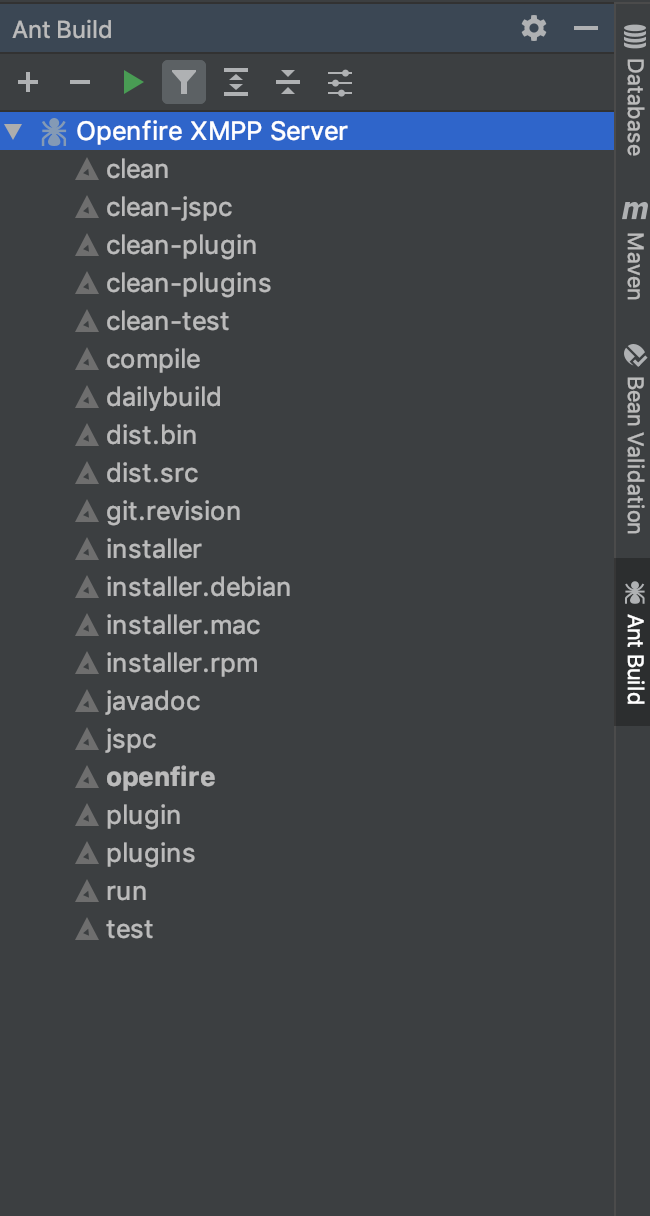 Ant Build
Openfire XMPP Server
clean
clean-jspc
clean-plugin
clean-plugins
clean-test
compile
dailybuild
dist.bin
dist.src
git.revision
installer
installer.debian
installer.mac
installer.rpm
javadoc
jspc
openfire
plugin
plugins
run
test
Database
m
Maven
Bean Validation
Ant Build